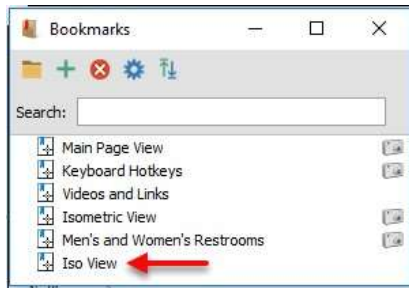 Bookmarks
Search:
Main Page View
Keyboard Hotkeys
Videos and Links
Isometric View
Men's and Women's Restrooms
Iso View